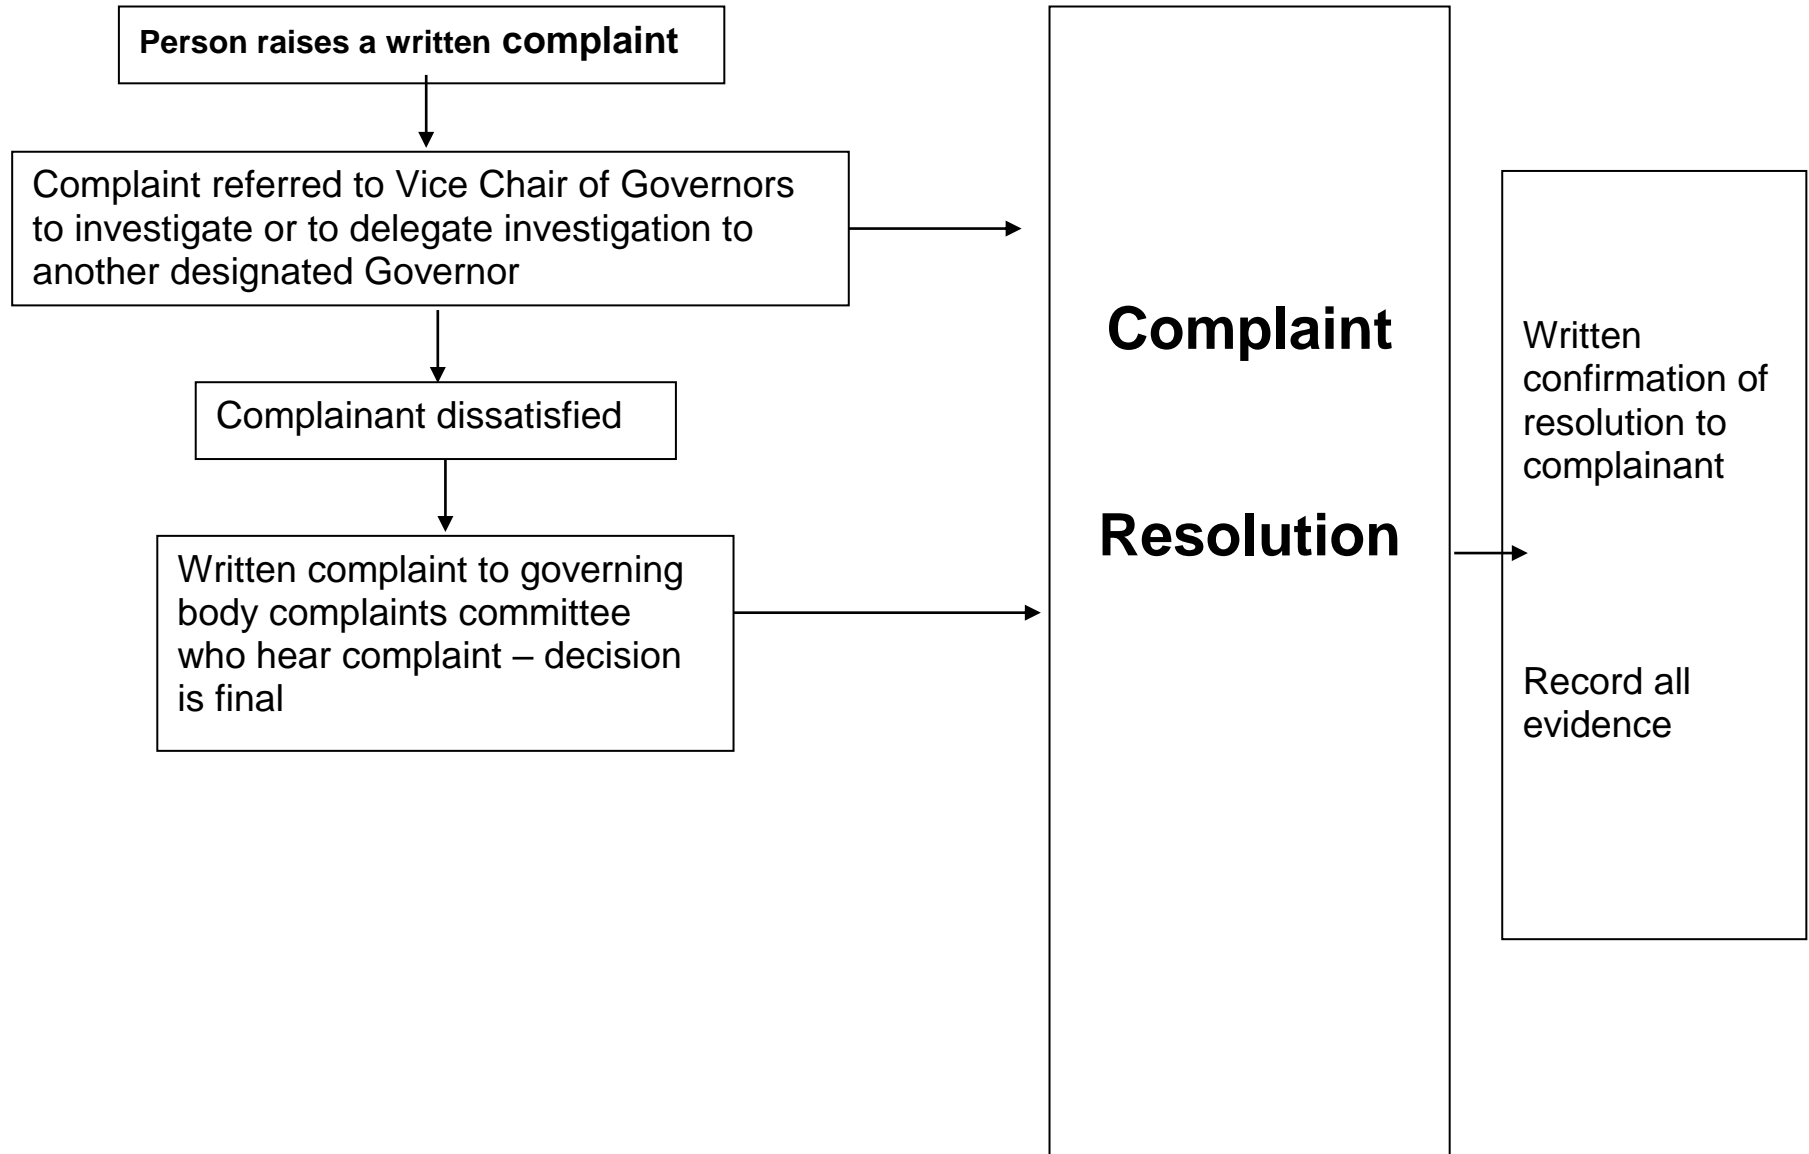 Person raises a written complaint
Complaint referred to Vice Chair of Governors
to investigate or to delegate investigation to
another designated Governor
Complainant dissatisfied
Written complaint to governing
body complaints committee
who hear complaint – decision
is final
Complaint
Resolution
Written
confirmation of
resolution to
complainant
Record all
evidence